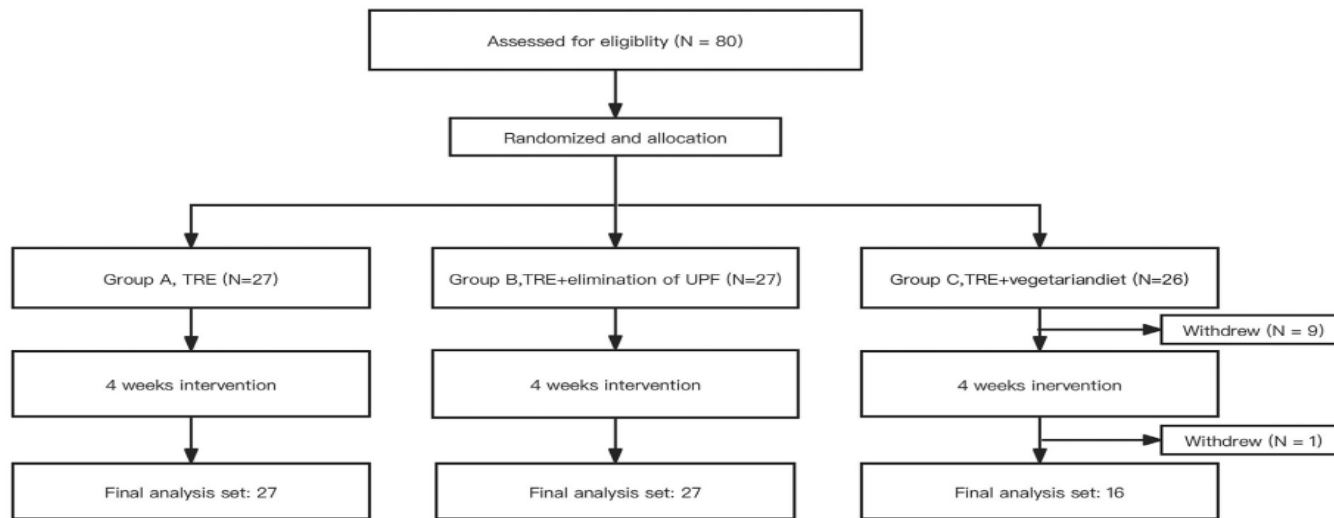 Assessed for eligiblity (N = 80)
Randomized and allocation
Group A, TRE (N=27)
Group B,TRE+elimination of UPF (N=27)
Group C,TRE+vegetariandiet (N=26)
Withdrew (N = 9)
4 weeks intervention
4 weeks intervention
4 weeks inervention
Withdrew (N = 1)
Final analysis set: 27
Final analysis set: 27
Final analysis set: 16